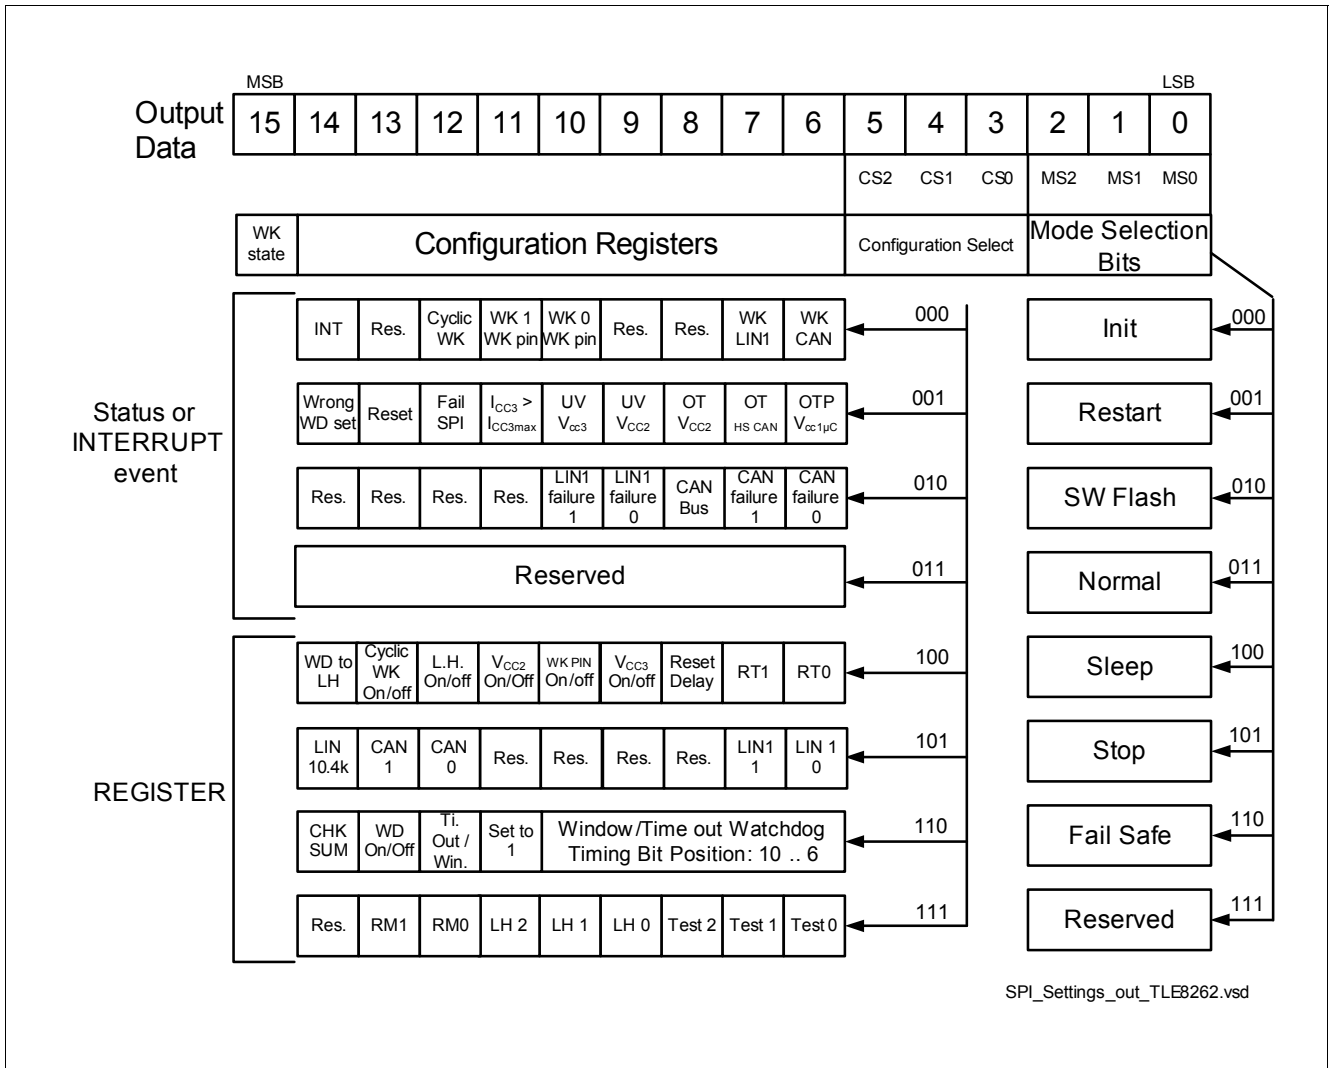 MSB LSB
Output Data 15 14 13 12 11 10 9 8 7 6 5 4 3 2 1 0
CS2 CS1 CS0 MS2 MS1 MS0
WK state Configuration Registers Configuration Select Mode Selection Bits
Status or INTERRUPT event
INT Res. Cyclic WK WK 1 WK pin WK 0 WK pin Res. Res. WK LIN1 WK CAN 000 Init 000
Wrong WD set Reset Fail SPI ICC3 > ICC3max UV Vcc3 UV VCC2 OT VCC2 OT HS CAN OTP Vcc1µC 001 Restart 001
Res. Res. Res. Res. LIN1 failure 1 LIN1 failure 0 CAN Bus CAN failure 1 CAN failure 0 010 SW Flash 010
Reserved 011 Normal 011
REGISTER
WD to LH Cyclic WK On/off L.H. On/off VCC2 On/Off WK PIN On/off VCC3 On/off Reset Delay RT1 RT0 100 Sleep 100
LIN 10.4k CAN 1 CAN 0 Res. Res. Res. Res. LIN1 1 LIN 1 0 101 Stop 101
CHK SUM WD On/Off Ti. Out / Win. Set to 1 Window/Time out Watchdog Timing Bit Position: 10 .. 6 110 Fail Safe 110
Res. RM1 RM0 LH 2 LH 1 LH 0 Test 2 Test 1 Test 0 111 Reserved 111
SPI_Settings_out_TLE8262.vsd